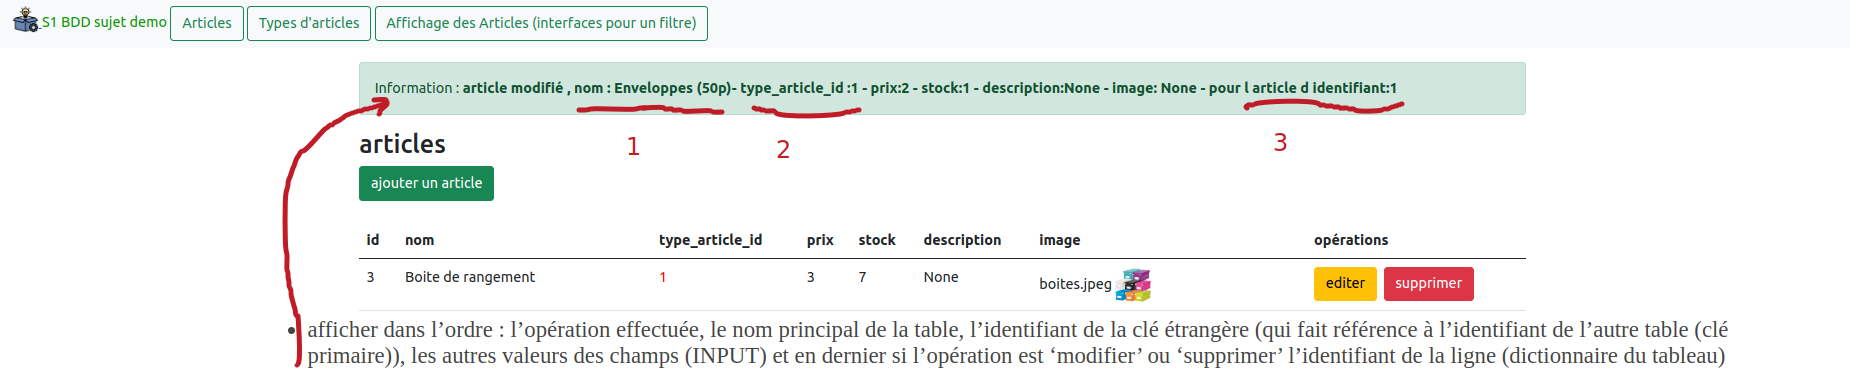 S1 BDD sujet demo Articles Types d'articles Affichage des Articles (interfaces pour un filtre)
Information : article modifié , nom : Enveloppes (50p)- type_article_id :1 - prix:2 - stock:1 - description:None - image: None - pour l article d identifiant:1
1 2 3
articles
ajouter un article
id nom type_article_id prix stock description image opérations
3 Boite de rangement 1 3 7 None boites.jpeg editer supprimer
• afficher dans l’ordre : l’opération effectuée, le nom principal de la table, l’identifiant de la clé étrangère (qui fait référence à l’identifiant de l’autre table (clé
primaire)), les autres valeurs des champs (INPUT) et en dernier si l’opération est ‘modifier’ ou ‘supprimer’ l’identifiant de la ligne (dictionnaire du tableau)